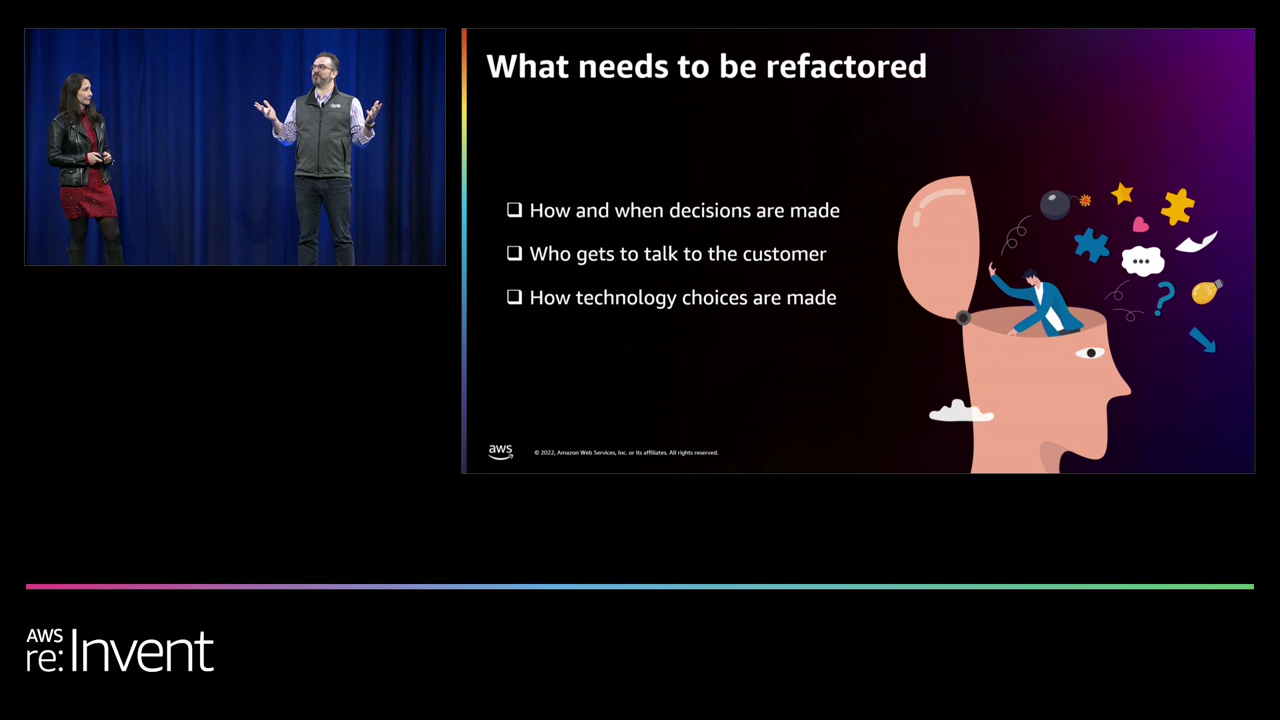 What needs to be refactored
❑ How and when decisions are made
❑ Who gets to talk to the customer
❑ How technology choices are made
aws
© 2022, Amazon Web Services, Inc. or its affiliates. All rights reserved.
AWS
re:Invent